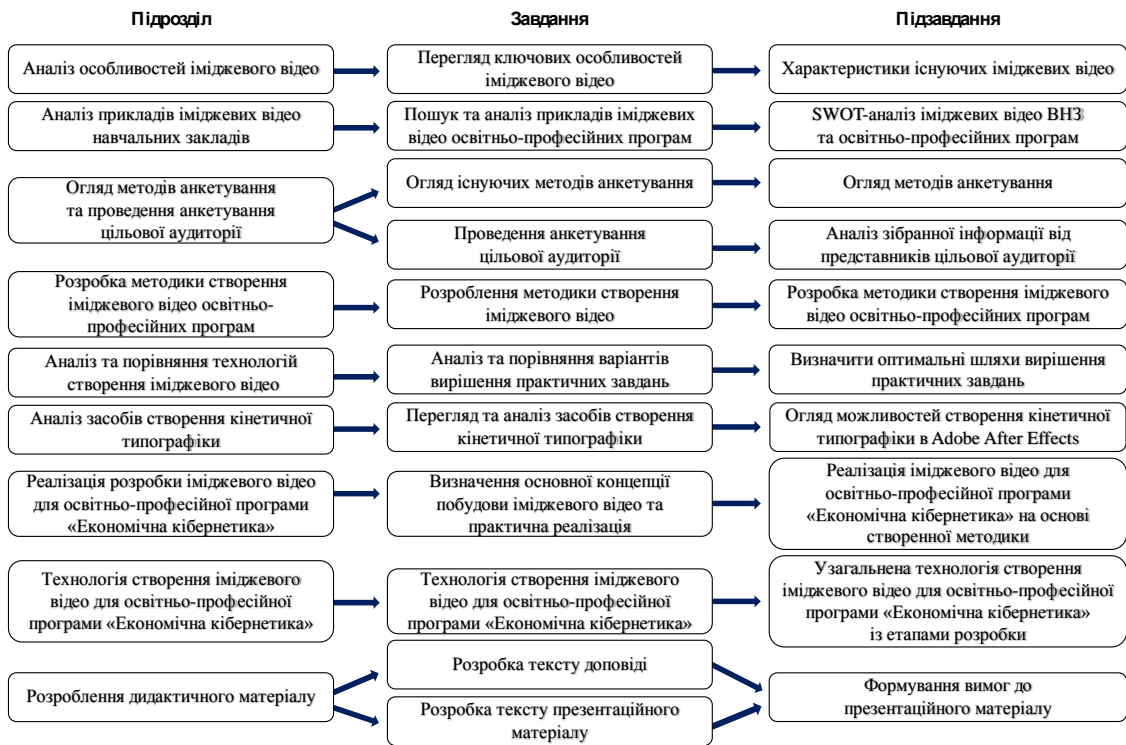 Підрозділ
Завдання
Підзавдання
Аналіз особливостей іміджевого відео
Перегляд ключових особливостей
іміджевого відео
Характеристики існуючих іміджевих відео
Аналіз прикладів іміджевих відео
навчальних закладів
Пошук та аналіз прикладів іміджевих
відео освітньо-професійних програм
SWOT-аналіз іміджевих відео ВНЗ
та освітньо-професійних програм
Огляд методів анкетування
та проведення анкетування
цільової аудиторії
Огляд існуючих методів анкетування
Огляд методів анкетування
Проведення анкетування
цільової аудиторії
Аналіз зібранної інформації від
представників цільової аудиторії
Розробка методики створення
іміджевого відео освітньо-
професійних програм
Розроблення методики створення
іміджевого відео
Розробка методики створення іміджевого
відео освітньо-професійних програм
Аналіз та порівняння технологій
створення іміджевого відео
Аналіз та порівняння варіантів
вирішення практичних завдань
Визначити оптимальні шляхи вирішення
практичних завдань
Аналіз засобів створення кінетичної
типографіки
Перегляд та аналіз засобів створення
кінетичної типографіки
Огляд можливостей створення кінетичної
типографіки в Adobe After Effects
Реалізація розробки іміджевого відео
для освітньо-професійної програми
«Економічна кібернетика»
Визначення основної концепції
побудови іміджевого відео та
практична реалізація
Реалізація іміджевого відео для
освітньо-професійної програми
«Економічна кібернетика» на основі
створенної методики
Технологія створення іміджевого
відео для освітньо-професійної
програми «Економічна кібернетика»
Технологія створення іміджевого
відео для освітньо-професійної
програми «Економічна кібернетика»
Узагальнена технологія створення
іміджевого відео для освітньо-професійної
програми «Економічна кібернетика»
із етапами розробки
Розроблення дидактичного матеріалу
Розробка тексту доповіді
Розробка тексту презентаційного
матеріалу
Формування вимог до
презентаційного матеріалу